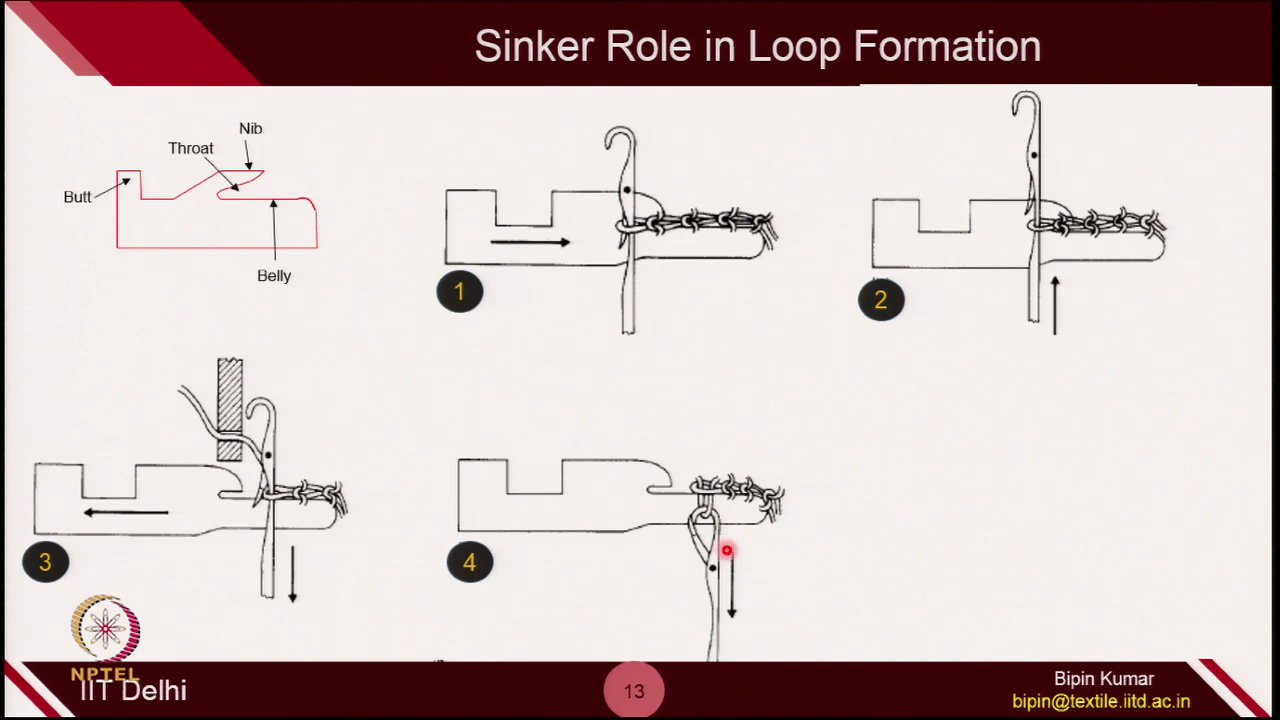 Sinker Role in Loop Formation
Nib
Throat
Butt
Belly
1
2
3
4
NPTEL
IIT Delhi
13
Bipin Kumar
bipin@textile.iitd.ac.in